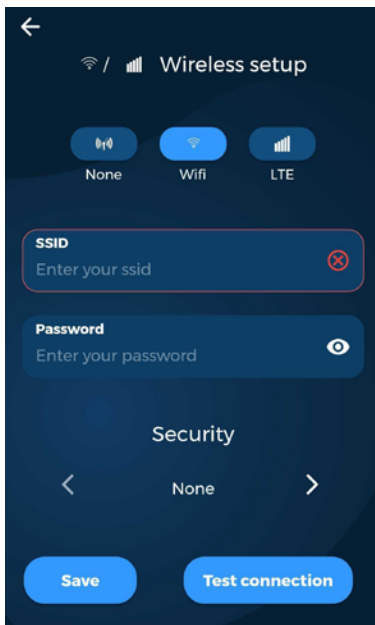 / Wireless setup
None Wifi LTE
SSID
Enter your ssid
Password
Enter your password
Security
None
Save Test connection